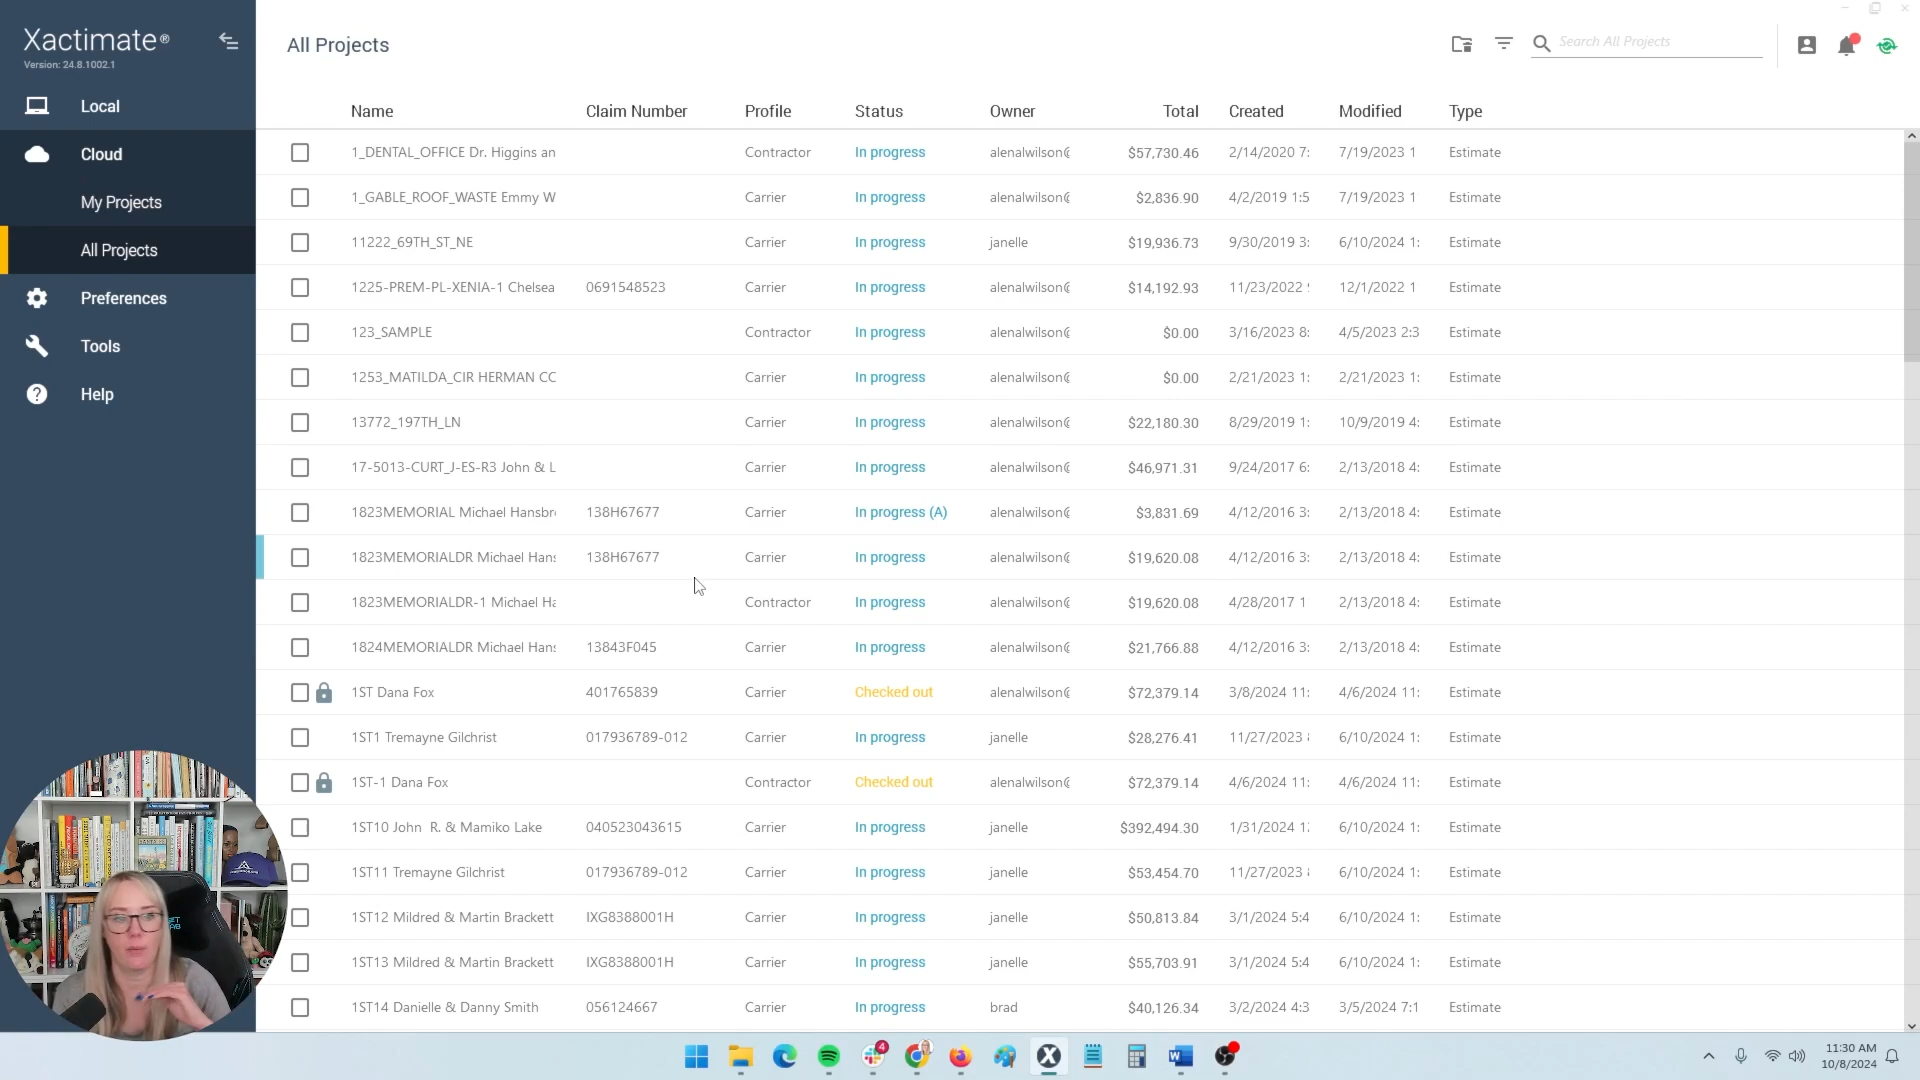 Xactimate®
Version: 24.8.1002.1
Local
Cloud
My Projects
All Projects
Preferences
Tools
Help
All Projects
Search All Projects
Name Claim Number Profile Status Owner Total Created Modified Type
1_DENTAL_OFFICE Dr. Higgins an Contractor In progress alenalwilson@ $57,730.46 2/14/2020 7: 7/19/2023 1 Estimate
1_GABLE_ROOF_WASTE Emmy W Carrier In progress alenalwilson@ $2,836.90 4/2/2019 1:5 7/19/2023 1 Estimate
11222_69TH_ST_NE Carrier In progress janelle $19,936.73 9/30/2019 3: 6/10/2024 1: Estimate
1225-PREM-PL-XENIA-1 Chelsea 0691548523 Carrier In progress alenalwilson@ $14,192.93 11/23/2022 12/1/2022 1 Estimate
123_SAMPLE Contractor In progress alenalwilson@ $0.00 3/16/2023 8: 4/5/2023 2:3 Estimate
1253_MATILDA_CIR HERMAN CC Carrier In progress alenalwilson@ $0.00 2/21/2023 1: 2/21/2023 1: Estimate
13772_197TH_LN Carrier In progress alenalwilson@ $22,180.30 8/29/2019 1: 10/9/2019 4: Estimate
17-5013-CURT_J-ES-R3 John & L Carrier In progress alenalwilson@ $46,971.31 9/24/2017 6: 2/13/2018 4: Estimate
1823MEMORIAL Michael Hansbr 138H67677 Carrier In progress (A) alenalwilson@ $3,831.69 4/12/2016 3: 2/13/2018 4: Estimate
1823MEMORIALDR Michael Hans 138H67677 Carrier In progress alenalwilson@ $19,620.08 4/12/2016 3: 2/13/2018 4: Estimate
1823MEMORIALDR-1 Michael Ha Contractor In progress alenalwilson@ $19,620.08 4/28/2017 1 2/13/2018 4: Estimate
1824MEMORIALDR Michael Hans 13843F045 Carrier In progress alenalwilson@ $21,766.88 4/12/2016 3: 2/13/2018 4: Estimate
1ST Dana Fox 401765839 Carrier Checked out alenalwilson@ $72,379.14 3/8/2024 11: 4/6/2024 11: Estimate
1ST1 Tremayne Gilchrist 017936789-012 Carrier In progress janelle $28,276.41 11/27/2023 6/10/2024 1: Estimate
1ST-1 Dana Fox Contractor Checked out alenalwilson@ $72,379.14 4/6/2024 11: 4/6/2024 11: Estimate
1ST10 John R. & Mamiko Lake 040523043615 Carrier In progress janelle $392,494.30 1/31/2024 1 6/10/2024 1: Estimate
1ST11 Tremayne Gilchrist 017936789-012 Carrier In progress janelle $53,454.70 11/27/2023 6/10/2024 1: Estimate
1ST12 Mildred & Martin Brackett IXG8388001H Carrier In progress janelle $50,813.84 3/1/2024 5:4 6/10/2024 1: Estimate
1ST13 Mildred & Martin Brackett IXG8388001H Carrier In progress janelle $55,703.91 3/1/2024 5:4 6/10/2024 1: Estimate
1ST14 Danielle & Danny Smith 056124667 Carrier In progress brad $40,126.34 3/2/2024 4:3 3/5/2024 7:1 Estimate
4
11:30 AM
10/8/2024